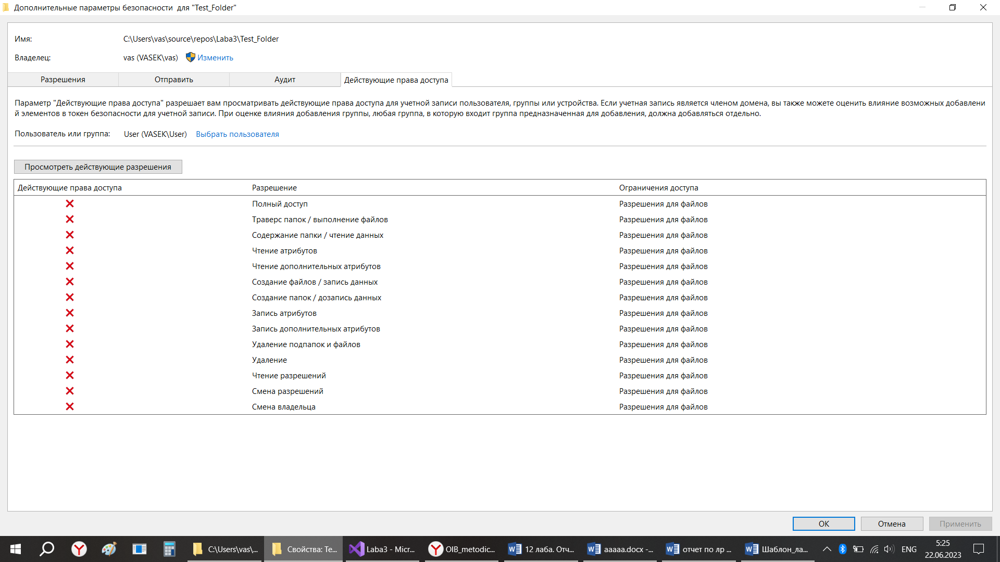 Дополнительные параметры безопасности  для "Test_Folder"
Имя: C:\Users\vas\source\repos\Laba3\Test_Folder
Владелец: vas (VASEK\vas) Изменить
Разрешения Отправить Аудит Действующие права доступа
Параметр "Действующие права доступа" разрешает вам просматривать действующие права доступа для учетной записи пользователя, группы или устройства. Если учетная запись является членом домена, вы также можете оценить влияние возможных добавлени
й элементов в токен безопасности для учетной записи. При оценке влияния добавления группы, любая группа, в которую входит группа предназначенная для добавления, должна добавляться отдельно.
Пользователь или группа: User (VASEK\User) Выбрать пользователя
Просмотреть действующие разрешения
Действующие права доступа Разрешение Ограничения доступа
Полный доступ Разрешения для файлов
Траверс папок / выполнение файлов Разрешения для файлов
Содержание папки / чтение данных Разрешения для файлов
Чтение атрибутов Разрешения для файлов
Чтение дополнительных атрибутов Разрешения для файлов
Создание файлов / запись данных Разрешения для файлов
Создание папок / дозапись данных Разрешения для файлов
Запись атрибутов Разрешения для файлов
Запись дополнительных атрибутов Разрешения для файлов
Удаление подпапок и файлов Разрешения для файлов
Удаление Разрешения для файлов
Чтение разрешений Разрешения для файлов
Смена разрешений Разрешения для файлов
Смена владельца Разрешения для файлов
ОК Отмена Применить
C:\Users\vas\... Свойства: Te... Laba3 - Micr... OIB_metodic... 12 лаба. Отч... aaaaa.docx -... отчет по лр ... Шаблон_ла... ENG 5:25
22.06.2023